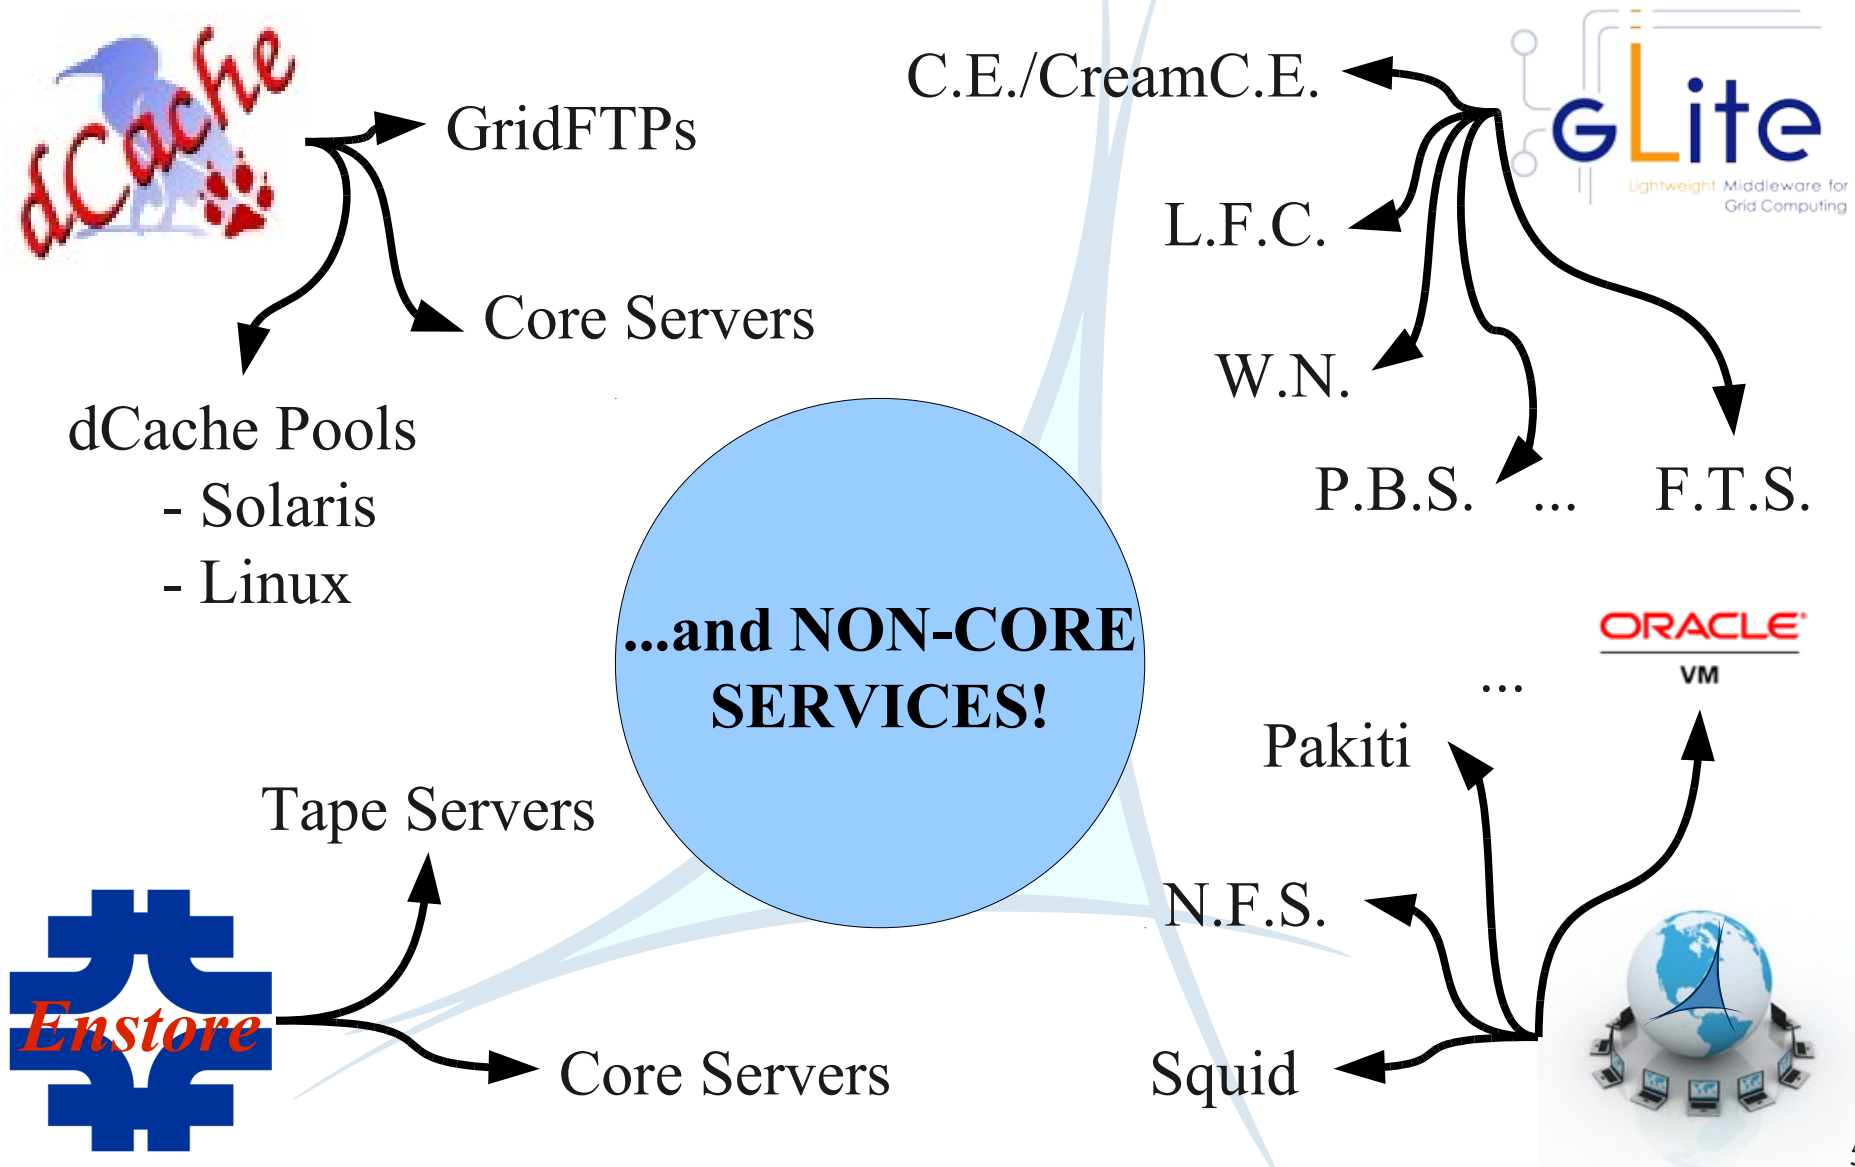 dCache
GridFTPs
Core Servers
dCache Pools
- Solaris
- Linux
C.E./CreamC.E.
gLite
Lightweight Middleware for
Grid Computing
L.F.C.
W.N.
P.B.S.
...
F.T.S.
...and NON-CORE
SERVICES!
Tape Servers
Enstore
Core Servers
ORACLE
VM
...
Pakiti
N.F.S.
Squid